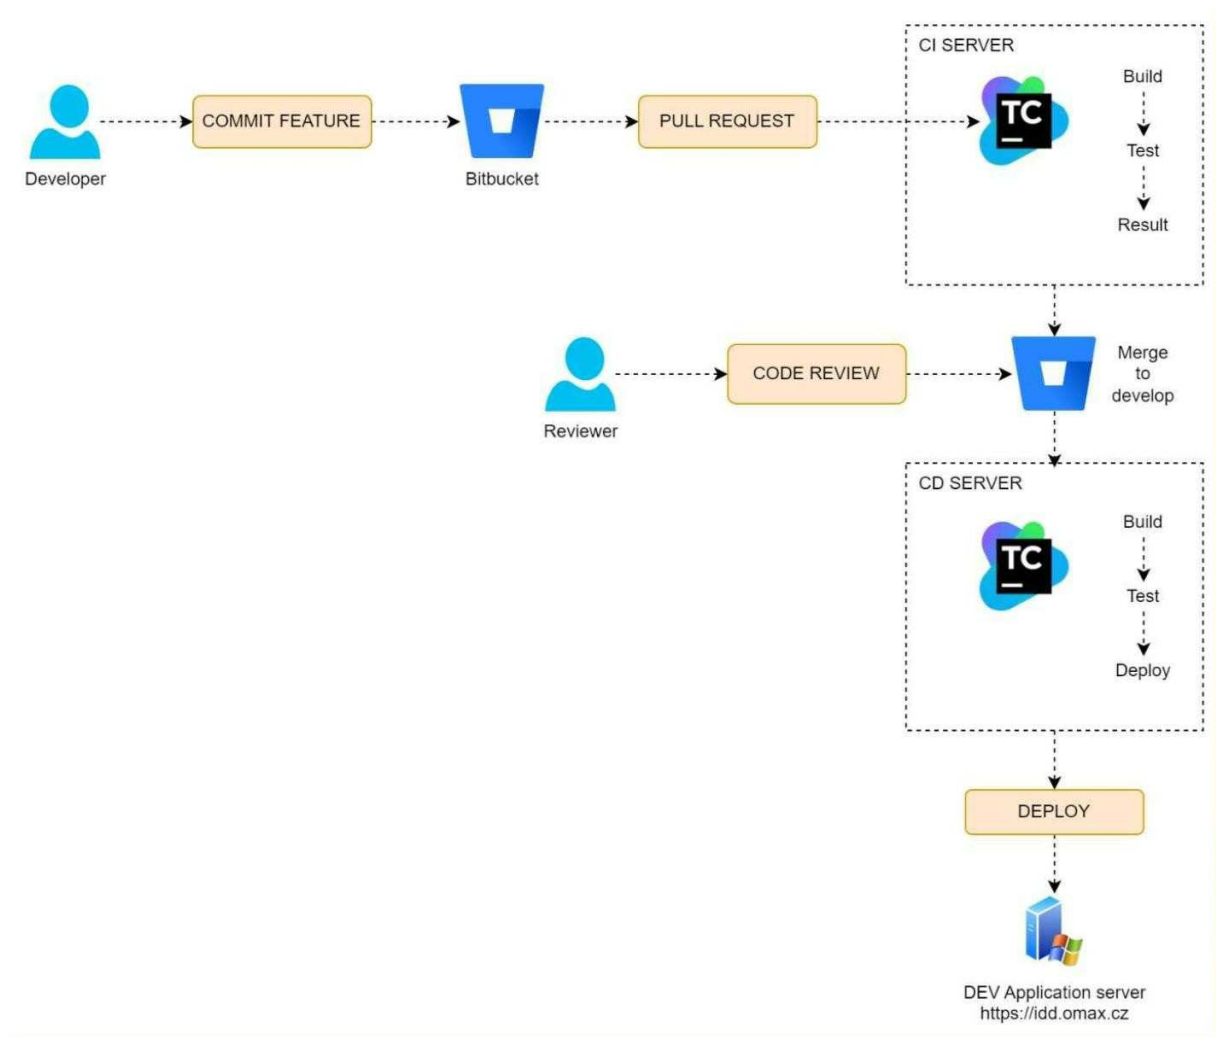 CI SERVER
TC
Build
Test
Result
COMMIT FEATURE
PULL REQUEST
Developer
Bitbucket
CODE REVIEW
Merge
to
develop
Reviewer
CD SERVER
TC
Build
Test
Deploy
DEPLOY
DEV Application server
https://idd.omax.cz